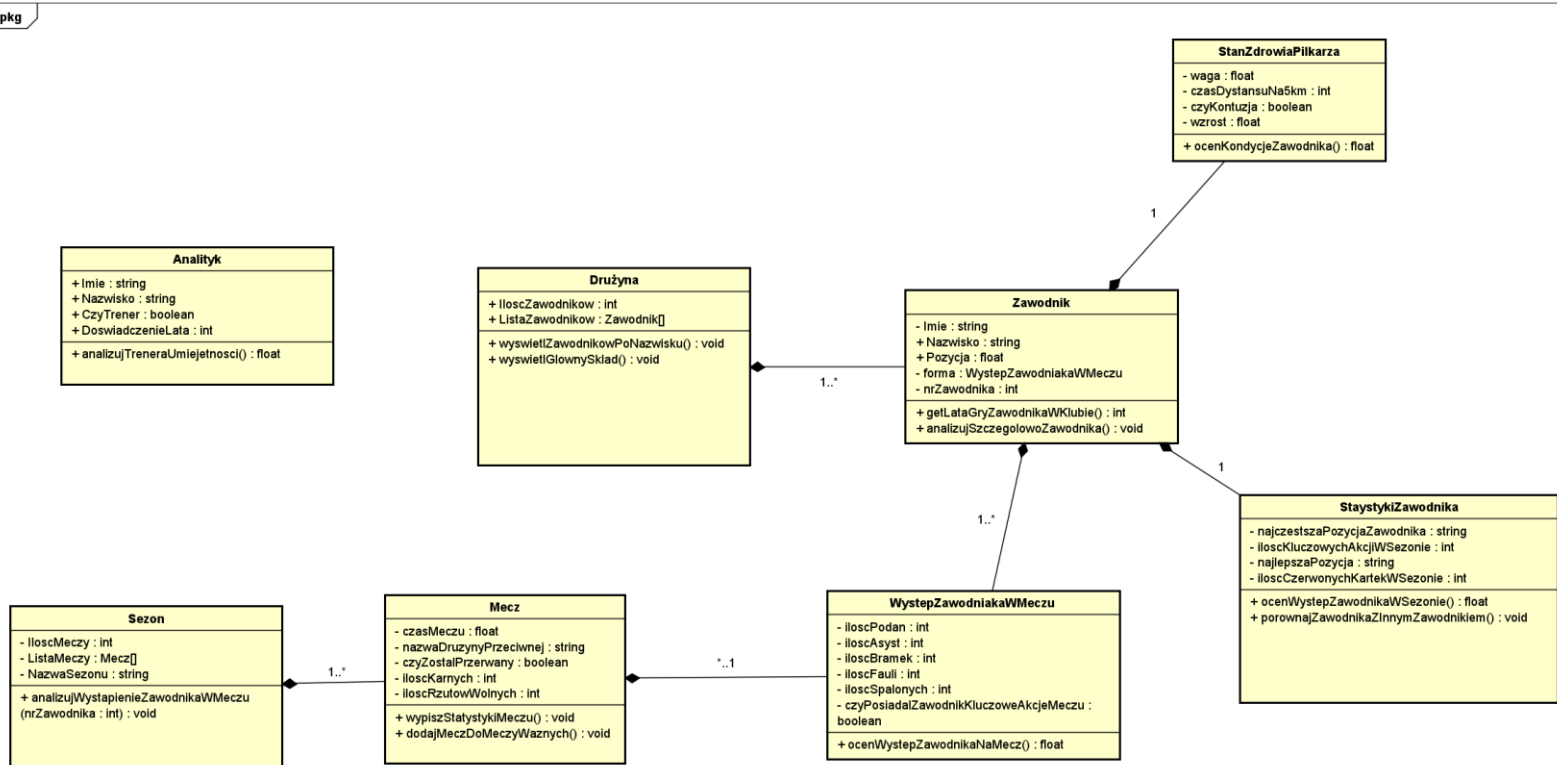 pkg
StanZdrowiaPilkarza
- waga : float
- czasDystansuNa5km : int
- czyKontuzja : boolean
- wzrost : float
+ ocenKondycjeZawodnika() : float
1
Analityk
+ Imie : string
+ Nazwisko : string
+ CzyTrener : boolean
+ DoswiadczenieLata : int
+ analizujTreneraUmiejetnosci() : float
Drużyna
+ IloscZawodnikow : int
+ ListaZawodnikow : Zawodnik[]
+ wyswietlZawodnikowPoNazwisku() : void
+ wyswietlGlownySklad() : void
1..*
Zawodnik
- Imie : string
+ Nazwisko : string
+ Pozycja : float
- forma : WystepZawodniakaWMeczu
- nrZawodnika : int
+ getLataGryZawodnikaWKlubie() : int
+ analizujSzczegolowoZawodnika() : void
1
1..*
StaystykiZawodnika
- najczestszaPozycjaZawodnika : string
- iloscKluczowychAkcjiWSezonie : int
- najlepszaPozycja : string
- iloscCzerwonychKartekWSezonie : int
+ ocenWystepZawodnikaWSezonie() : float
+ porownajZawodnikaZInnymZawodnikiem() : void
Sezon
- IloscMeczy : int
- ListaMeczy : Mecz[]
- NazwaSezonu : string
+ analizujWystapienieZawodnikaWMeczu
(nrZawodnika : int) : void
1..*
Mecz
- czasMeczu : float
- nazwaDruzynyPrzeciwnej : string
- czyZostalPrzerwany : boolean
- iloscKarnych : int
- iloscRzutowWolnych : int
+ wypiszStatystykiMeczu() : void
+ dodajMeczDoMeczyWaznych() : void
*..1
WystepZawodniakaWMeczu
- iloscPodan : int
- iloscAsyst : int
- iloscBramek : int
- iloscFauli : int
- iloscSpalonych : int
- czyPosiadalZawodnikKluczoweAkcjeMeczu :
boolean
+ ocenWystepZawodnikaNaMecz() : float